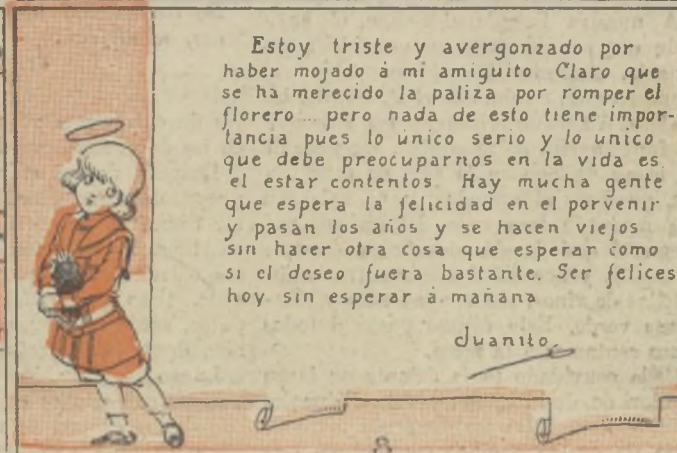 Estoy triste y avergonzado por
haber mojado á mi amiguito Claro que
se ha merecido la paliza por romper el
florero ... pero nada de esto tiene impor-
tancia pues lo único serio y lo unico
que debe preocuparnos en la vida es
el estar contentos Hay mucha gente
que espera la felicidad en el porvenir
y pasan los años y se hacen viejos
sin hacer otra cosa que esperar como
si el deseo fuera bastante. Ser felices
hoy sin esperar á mañana
Juanito.